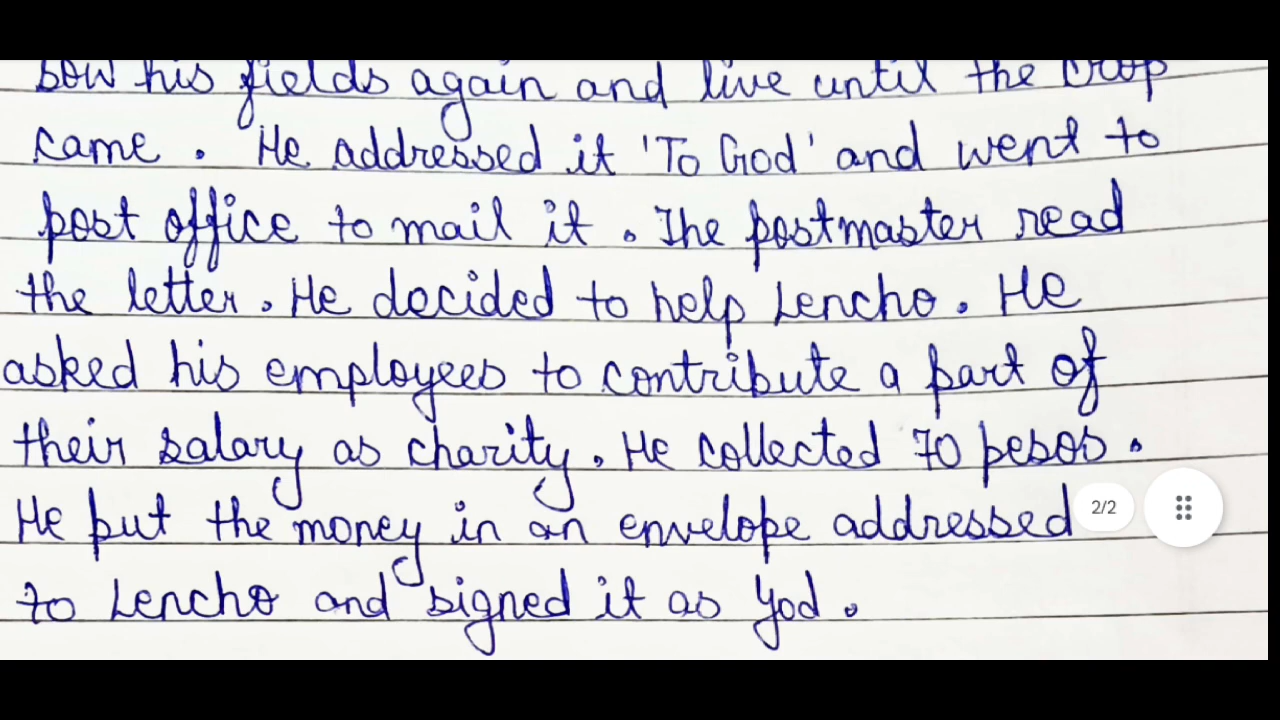 sow his fields again and live until the crop
came. He addressed it 'To God' and went to
post office to mail it. The postmaster read
the letter. He decided to help Lencho. He
asked his employees to contribute a part of
their salary as charity. He collected 70 pesos.
He put the money in an envelope addressed
2/2
to Lencho and signed it as God.